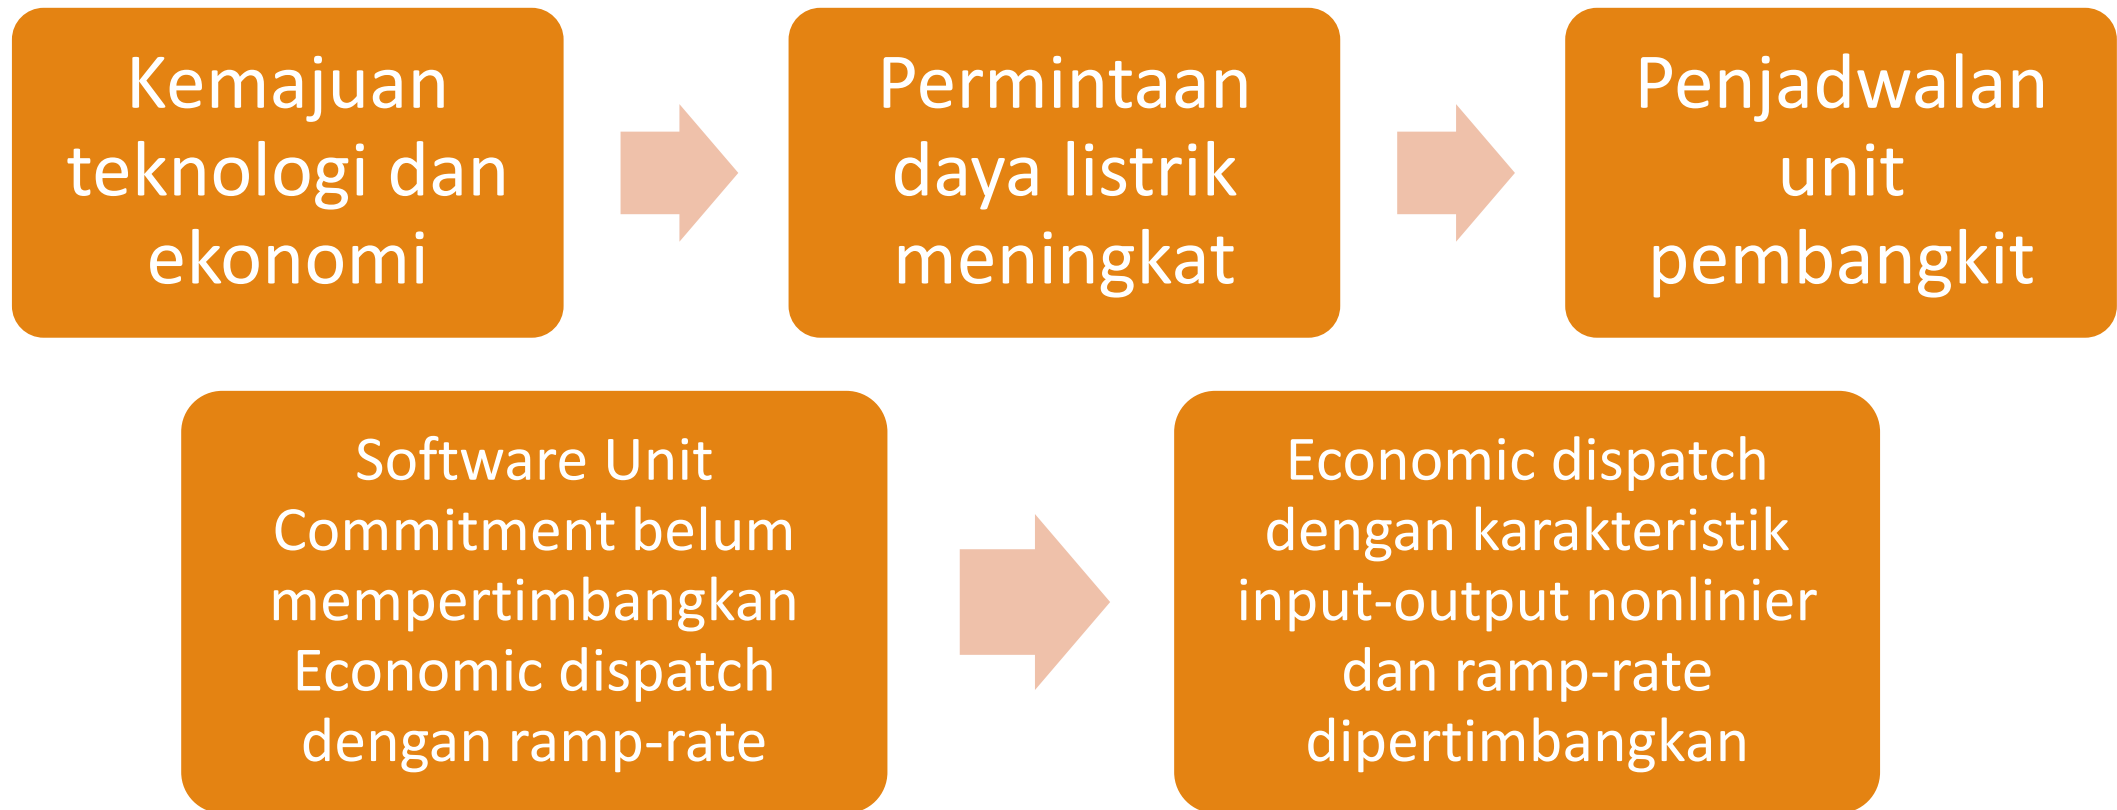 Kemajuan
teknologi dan
ekonomi
Permintaan
daya listrik
meningkat
Penjadwalan
unit
pembangkit
Software Unit
Commitment belum
mempertimbangkan
Economic dispatch
dengan ramp-rate
Economic dispatch
dengan karakteristik
input-output nonlinier
dan ramp-rate
dipertimbangkan